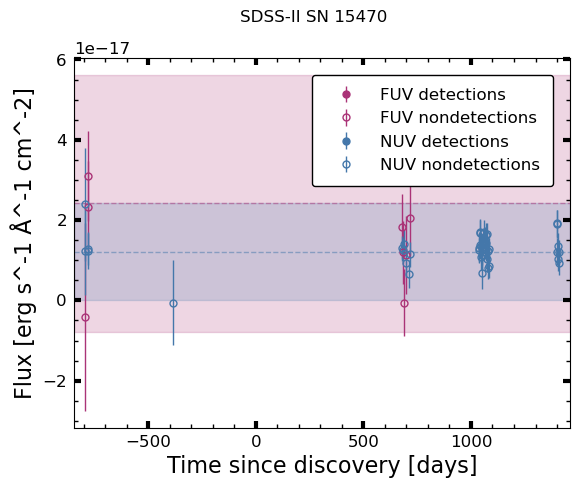 SDSS-II SN 15470
1e−17
6
4
2
0
−2
Flux [erg s^-1 Å^-1 cm^-2]
FUV detections
FUV nondetections
NUV detections
NUV nondetections
−500
0
500
1000
Time since discovery [days]